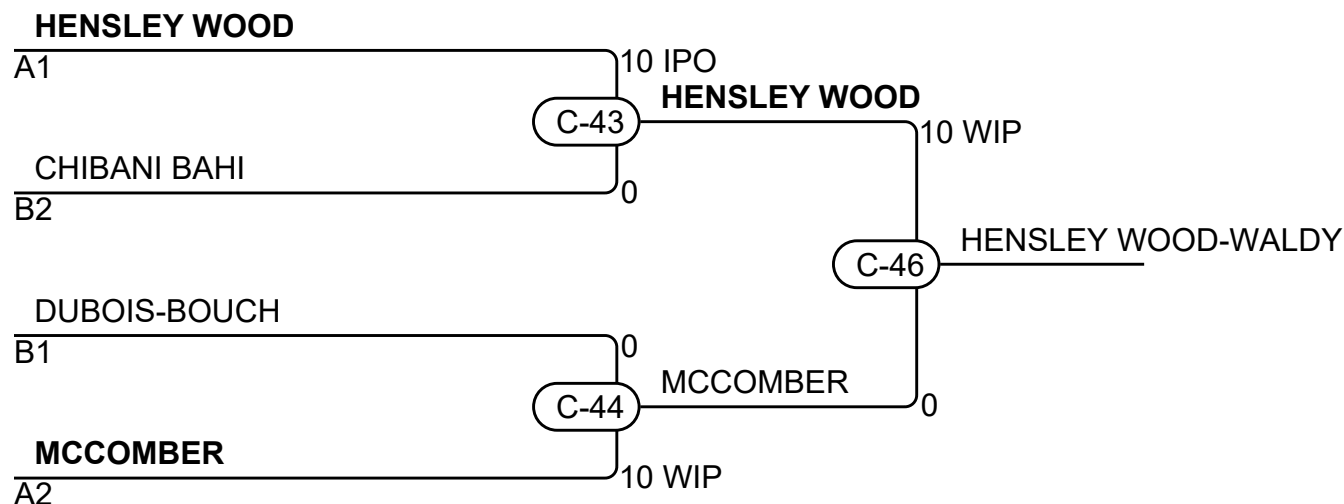 HENSLEY WOOD
A1
10 IPO
HENSLEY WOOD
C-43
10 WIP
CHIBANI BAHI
B2
0
HENSLEY WOOD-WALDY
C-46
DUBOIS-BOUCH
B1
0
MCCOMBER
C-44
0
MCCOMBER
A2
10 WIP